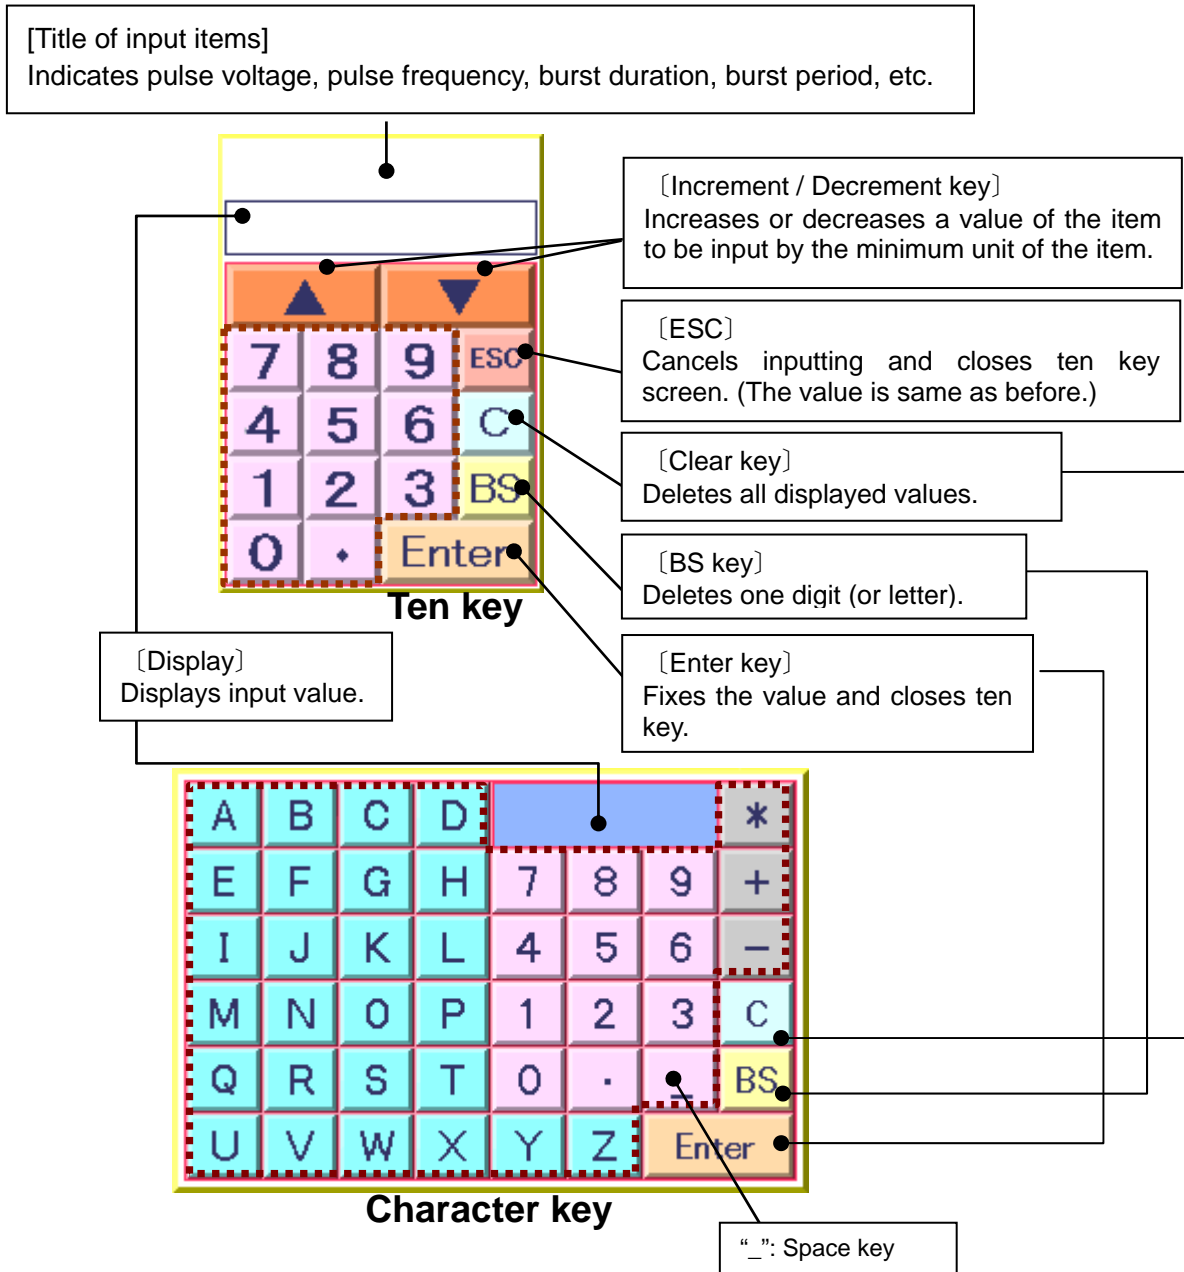 [Title of input items]
Indicates pulse voltage, pulse frequency, burst duration, burst period, etc.
〔Increment / Decrement key〕
Increases or decreases a value of the item
to be input by the minimum unit of the item.
▲ ▼
〔ESC〕
Cancels inputting and closes ten key
screen. (The value is same as before.)
7 8 9 ESC
4 5 6 C
〔Clear key〕
Deletes all displayed values.
1 2 3 BS
0 . Enter
〔BS key〕
Deletes one digit (or letter).
Ten key
〔Display〕
Displays input value.
〔Enter key〕
Fixes the value and closes ten
key.
A B C D *
E F G H 7 8 9 +
I J K L 4 5 6 −
M N O P 1 2 3 C
Q R S T 0 . _ BS
U V W X Y Z Enter
Character key
“_”: Space key